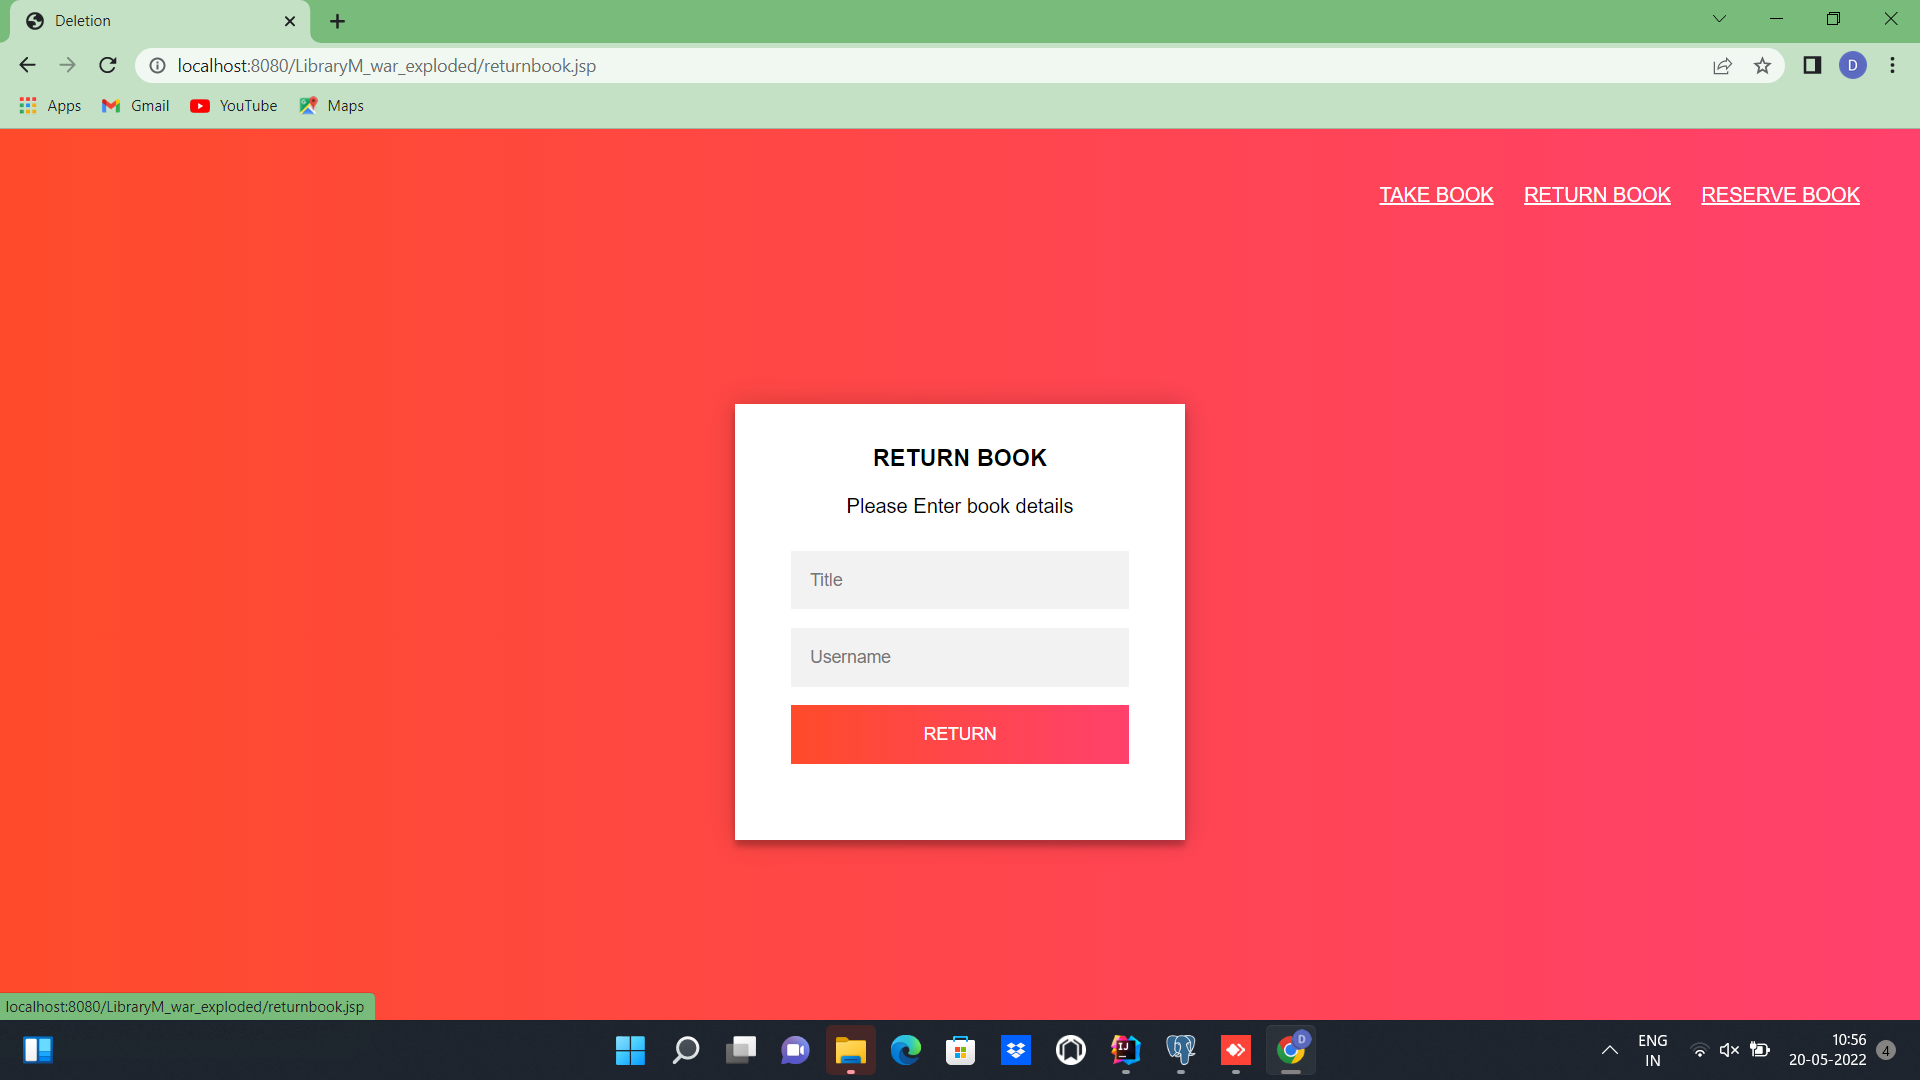 Deletion
localhost:8080/LibraryM_war_exploded/returnbook.jsp
D
Apps Gmail YouTube Maps
TAKE BOOK RETURN BOOK RESERVE BOOK
RETURN BOOK
Please Enter book details
Title
Username
RETURN
localhost:8080/LibraryM_war_exploded/returnbook.jsp
IJ
D
ENG
IN
10:56
20-05-2022
4